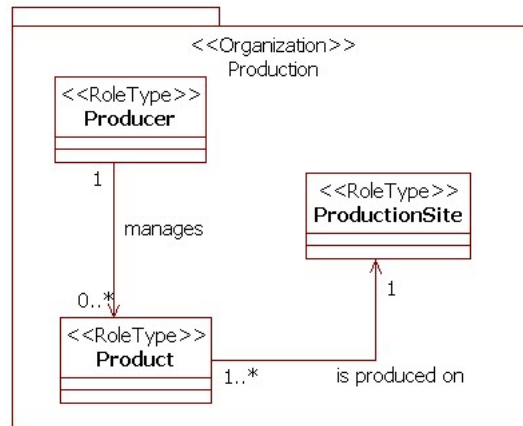 <<Organization>>
Production
<<RoleType>>
Producer
1
manages
0..*
<<RoleType>>
Product
<<RoleType>>
ProductionSite
1
1..*
is produced on